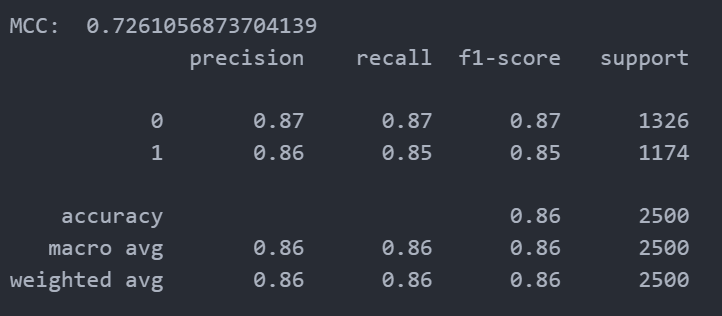 MCC:  0.7261056873704139
              precision    recall  f1-score   support

           0       0.87      0.87      0.87      1326
           1       0.86      0.85      0.85      1174

    accuracy                           0.86      2500
   macro avg       0.86      0.86      0.86      2500
weighted avg       0.86      0.86      0.86      2500